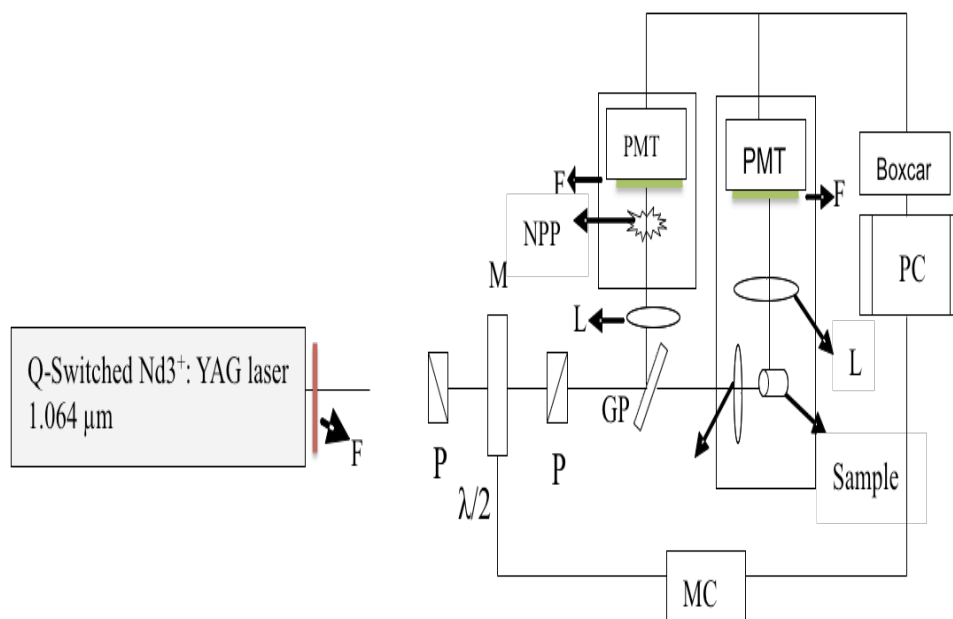 PMT
PMT
Boxcar
F
F
NPP
PC
M
L
Q-Switched Nd3⁺: YAG laser
1.064 μm
L
GP
F
P
P
Sample
λ/2
MC